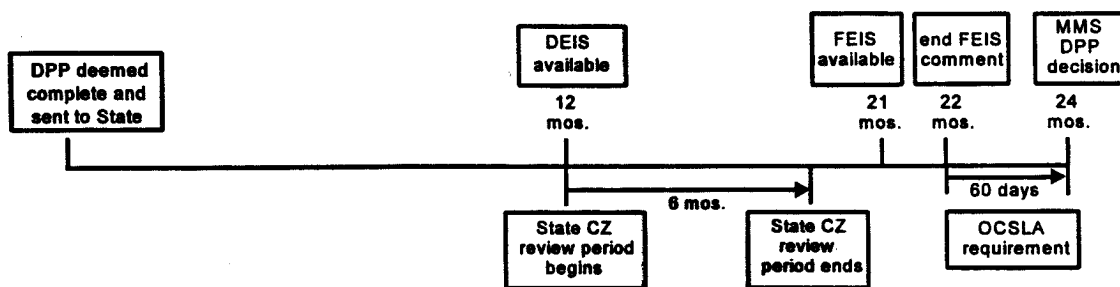 DPP deemed
complete and
sent to State
DEIS
available
12
mos.
FEIS
available
21
mos.
end FEIS
comment
22
mos.
MMS
DPP
decision
24
mos.
6 mos.
60 days
State CZ
review period
begins
State CZ
review
period ends
OCSLA
requirement